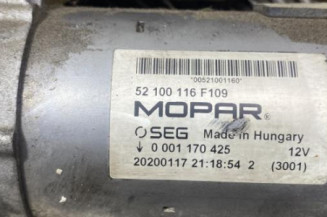 "00521001160"
52 100 116 F109
MOPAR®
SEG Made in Hungary
↓ 0 001 170 425 12V
20200117 21:18:54 2 (3001)